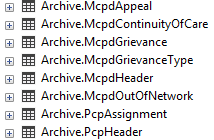 Archive.McpdAppeal
Archive.McpdContinuityOfCare
Archive.McpdGrievance
Archive.McpdGrievanceType
Archive.McpdHeader
Archive.McpdOutOfNetwork
Archive.PcpAssignment
Archive.PcpHeader